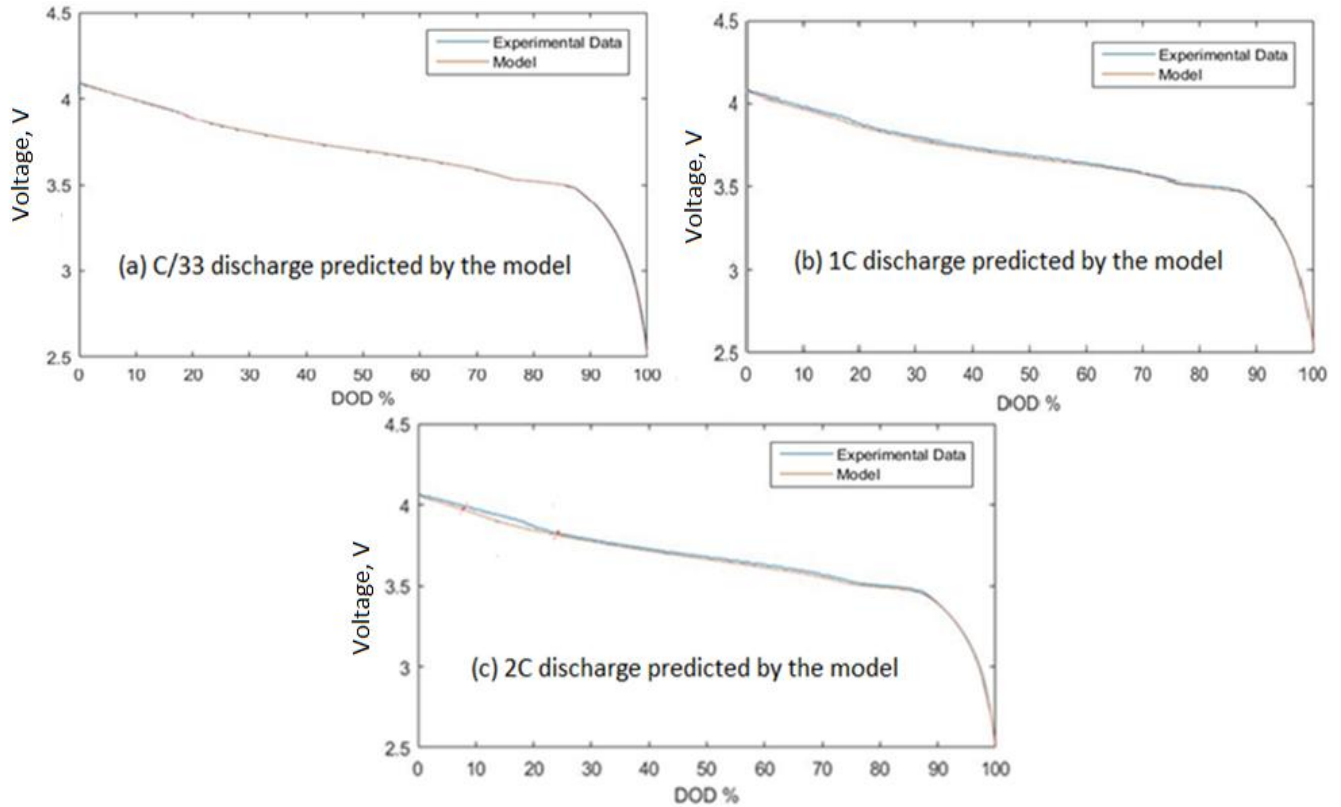 4.5
4
3.5
3
2.5
Voltage, V
Experimental Data
Model
(a) C/33 discharge predicted by the model
0 10 20 30 40 50 60 70 80 90 100
DOD %
4.5
4
3.5
3
2.5
Voltage, V
Experimental Data
Model
(b) 1C discharge predicted by the model
0 10 20 30 40 50 60 70 80 90 100
DOD %
4.5
4
3.5
3
2.5
Voltage, V
Experimental Data
Model
(c) 2C discharge predicted by the model
0 10 20 30 40 50 60 70 80 90 100
DOD %